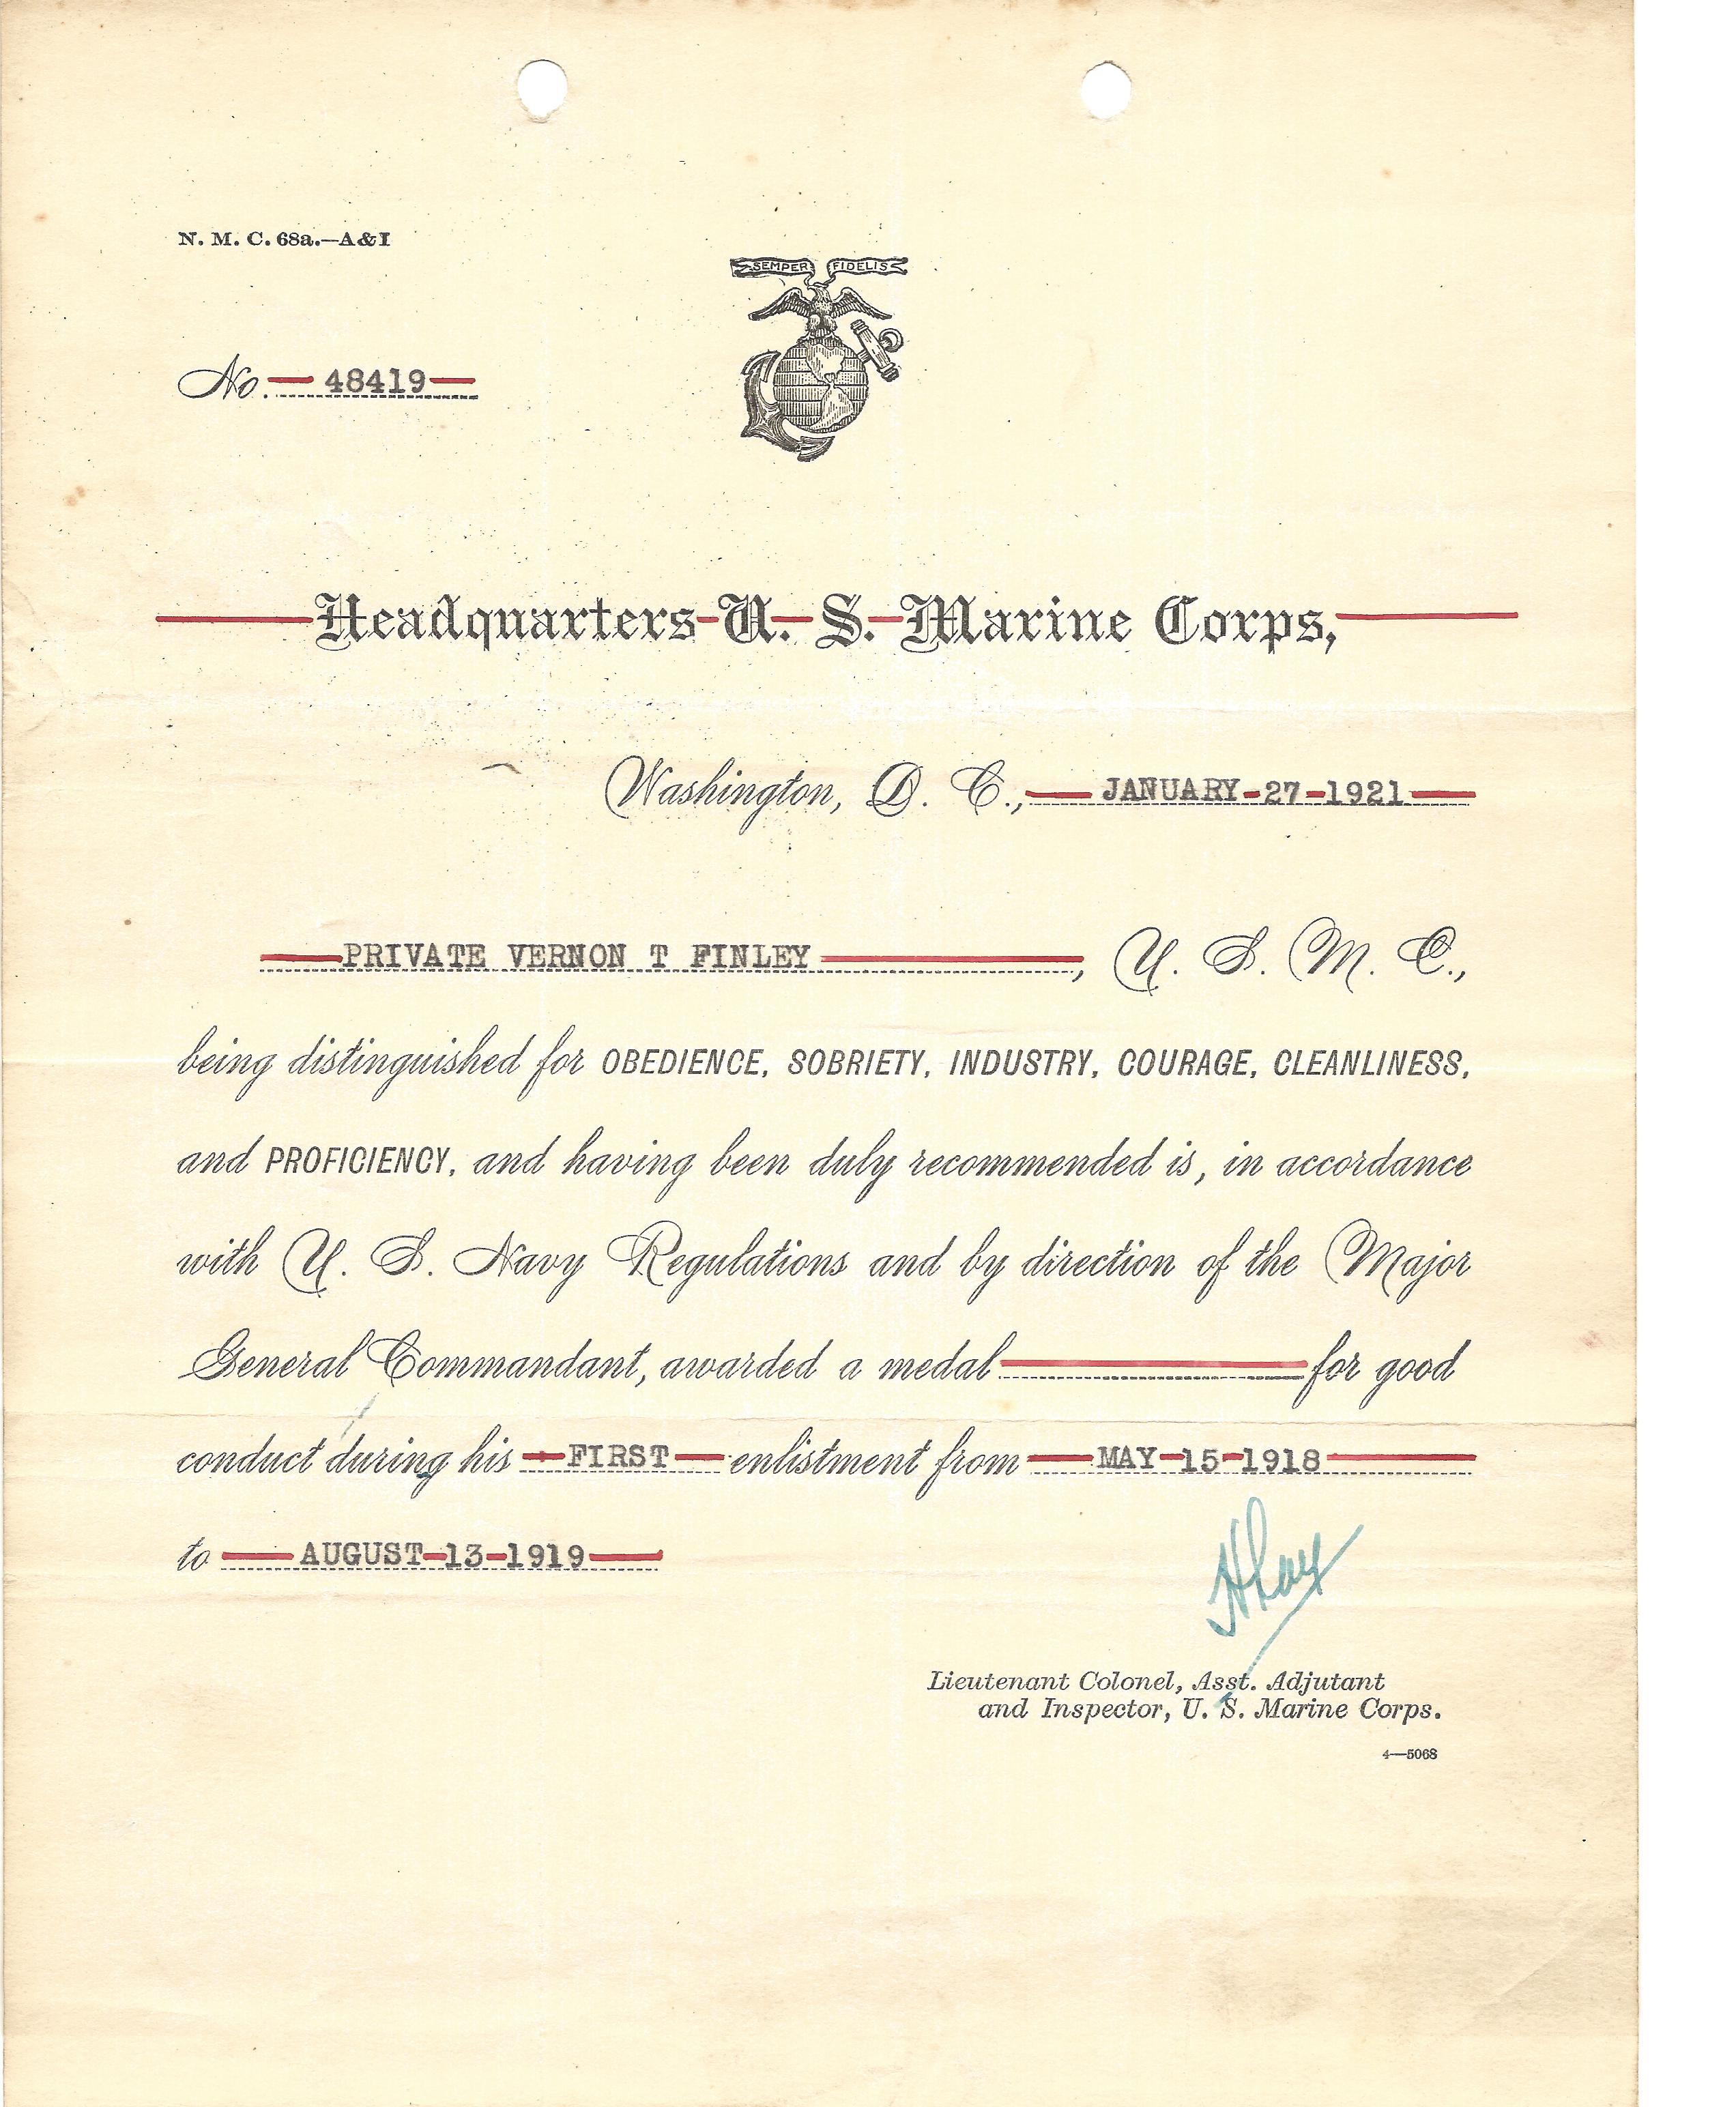 N. M. C. 68a.—A & I
SEMPER FIDELIS
No. 48419
Headquarters U. S. Marine Corps,
Washington, D. C., JANUARY-27-1921
PRIVATE VERNON T FINLEY, U. S. M. C.,
being distinguished for OBEDIENCE, SOBRIETY, INDUSTRY, COURAGE, CLEANLINESS,
and PROFICIENCY, and having been duly recommended is, in accordance
with U. S. Navy Regulations and by direction of the Major
General Commandant, awarded a medal for good
conduct during his FIRST enlistment from MAY-15-1918
to AUGUST-13-1919
Lieutenant Colonel, Asst. Adjutant
and Inspector, U. S. Marine Corps.
4—5068